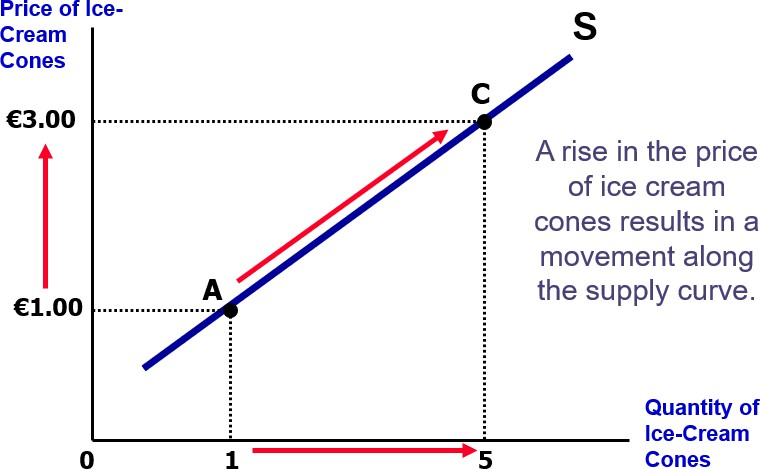 Price of Ice-
Cream
Cones
S
C
€3.00
A rise in the price
of ice cream
cones results in a
movement along
the supply curve.
A
€1.00
Quantity of
Ice-Cream
Cones
0
1
5